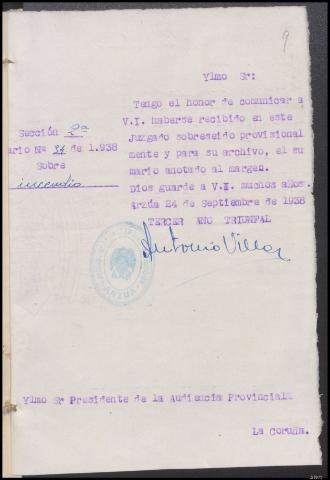 9
Ylmo Sr:
Tengo el honor de comunicar a
V.I. haberse recibido en este
Juzgado sobreseido provisional
mente y para su archivo, el su
mario anotado al margen.
Dios guarde a V.I. muchos años.
Arzúa 24 de Septiembre de 1938
TERCER AÑO TRIUNFAL
Sección 2ª
ario Nº 34 de 1.938
Sobre
incendio
Antonio Villar
ARZUA
Ylmo Sr Presidente de la Audiencia Provincial
La Coruña.